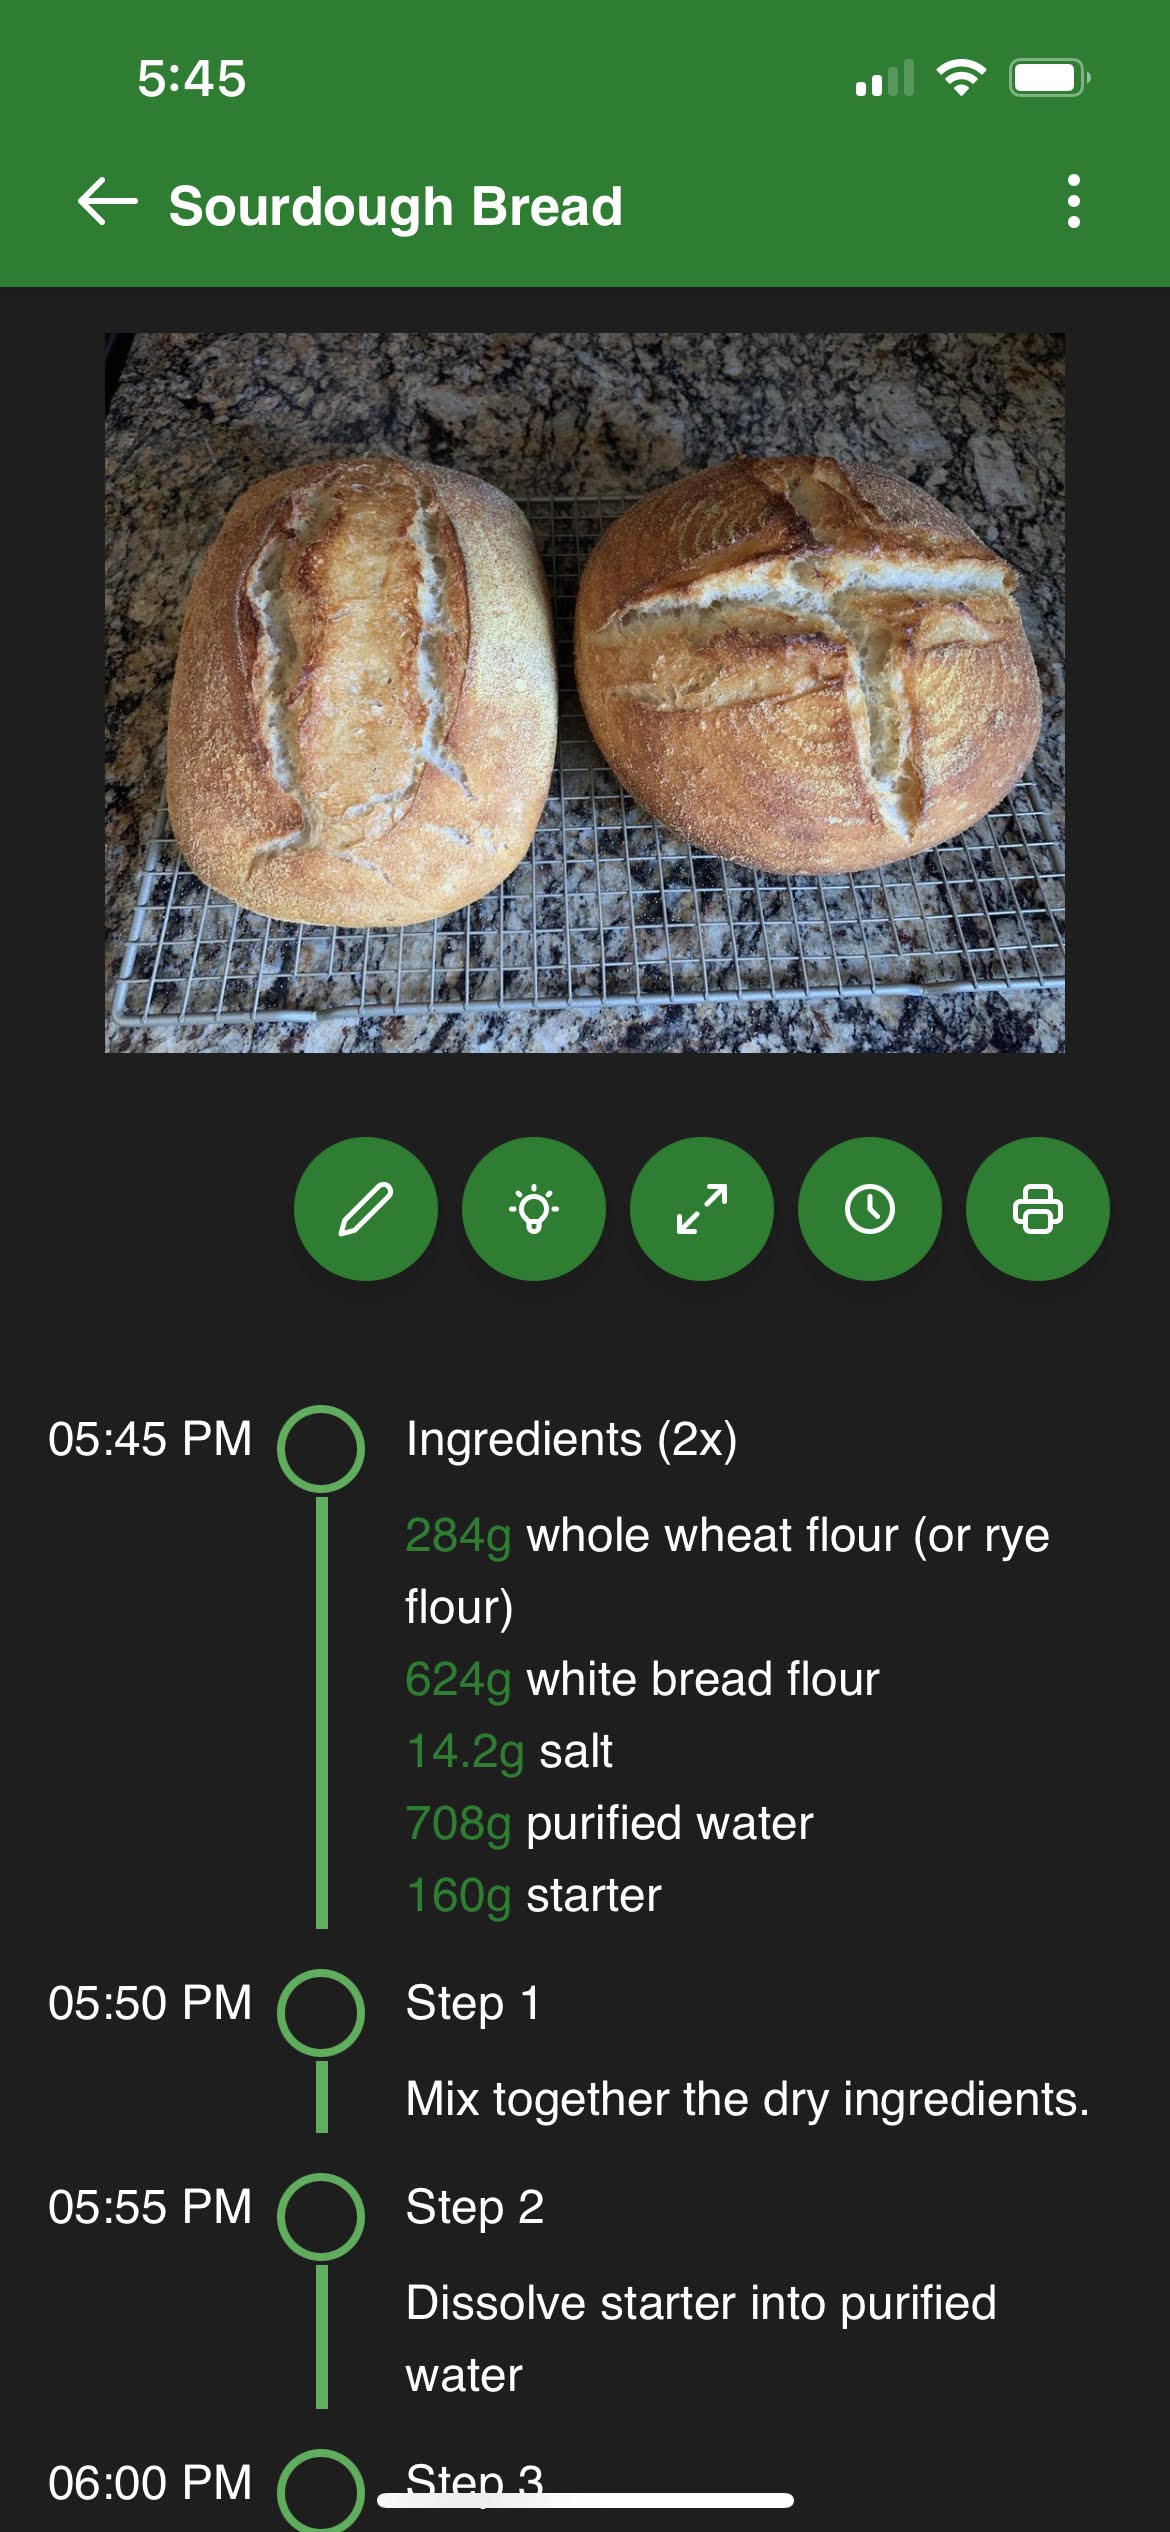 5:45
Sourdough Bread
05:45 PM
Ingredients (2x)
284g whole wheat flour (or rye
flour)
624g white bread flour
14.2g salt
708g purified water
160g starter
05:50 PM
Step 1
Mix together the dry ingredients.
05:55 PM
Step 2
Dissolve starter into purified
water
06:00 PM
Step 3